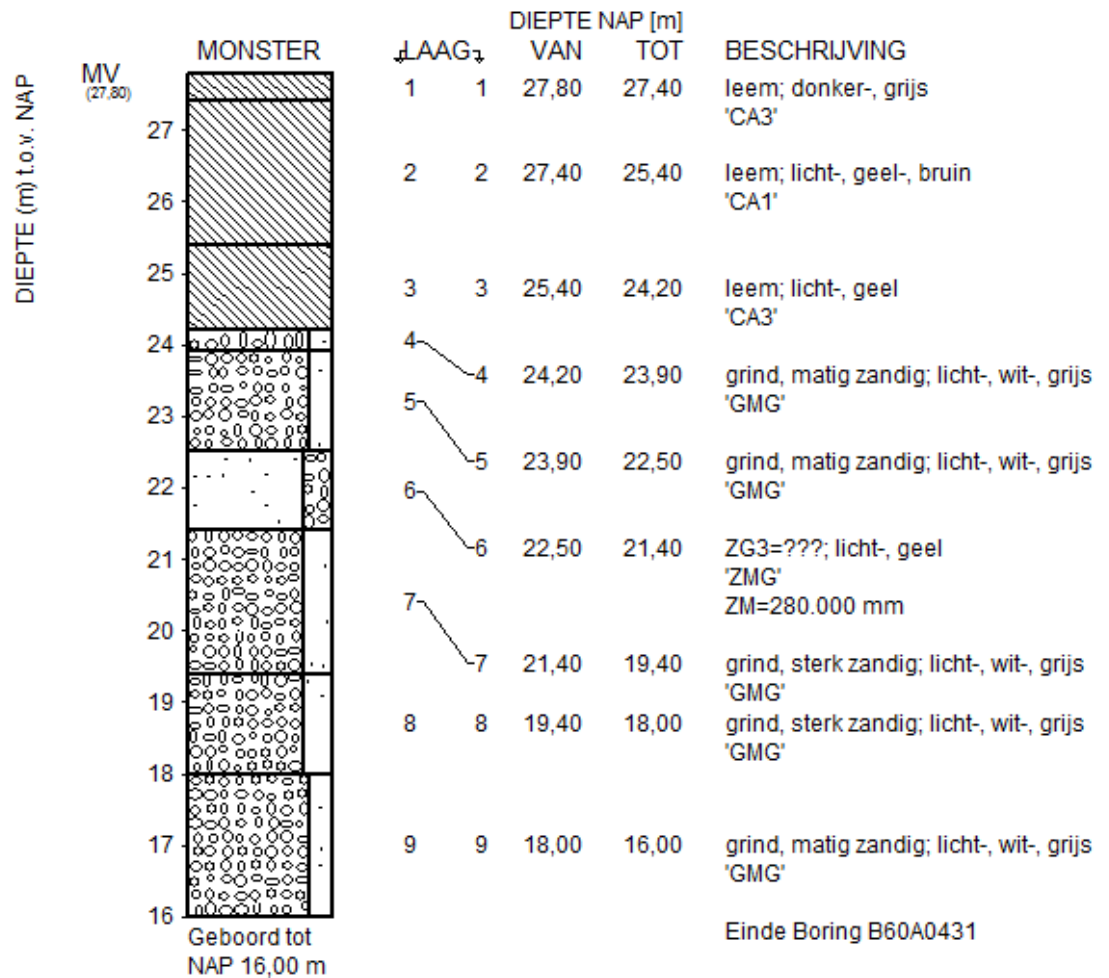 DIEPTE NAP [m]
MONSTER LAAG VAN TOT BESCHRIJVING
DIEPTE (m) t.o.v. NAP
MV
(27,80)
1 1 27,80 27,40 leem; donker-, grijs
'CA3'
27
2 2 27,40 25,40 leem; licht-, geel-, bruin
'CA1'
26
25
3 3 25,40 24,20 leem; licht-, geel
'CA3'
24
4
4 24,20 23,90 grind, matig zandig; licht-, wit-, grijs
'GMG'
23
5
5 23,90 22,50 grind, matig zandig; licht-, wit-, grijs
'GMG'
22
6
6 22,50 21,40 ZG3=???; licht-, geel
'ZMG'
ZM=280.000 mm
21
7
20
7 21,40 19,40 grind, sterk zandig; licht-, wit-, grijs
'GMG'
19
8 8 19,40 18,00 grind, sterk zandig; licht-, wit-, grijs
'GMG'
18
17
9 9 18,00 16,00 grind, matig zandig; licht-, wit-, grijs
'GMG'
16
Geboord tot
NAP 16,00 m
Einde Boring B60A0431